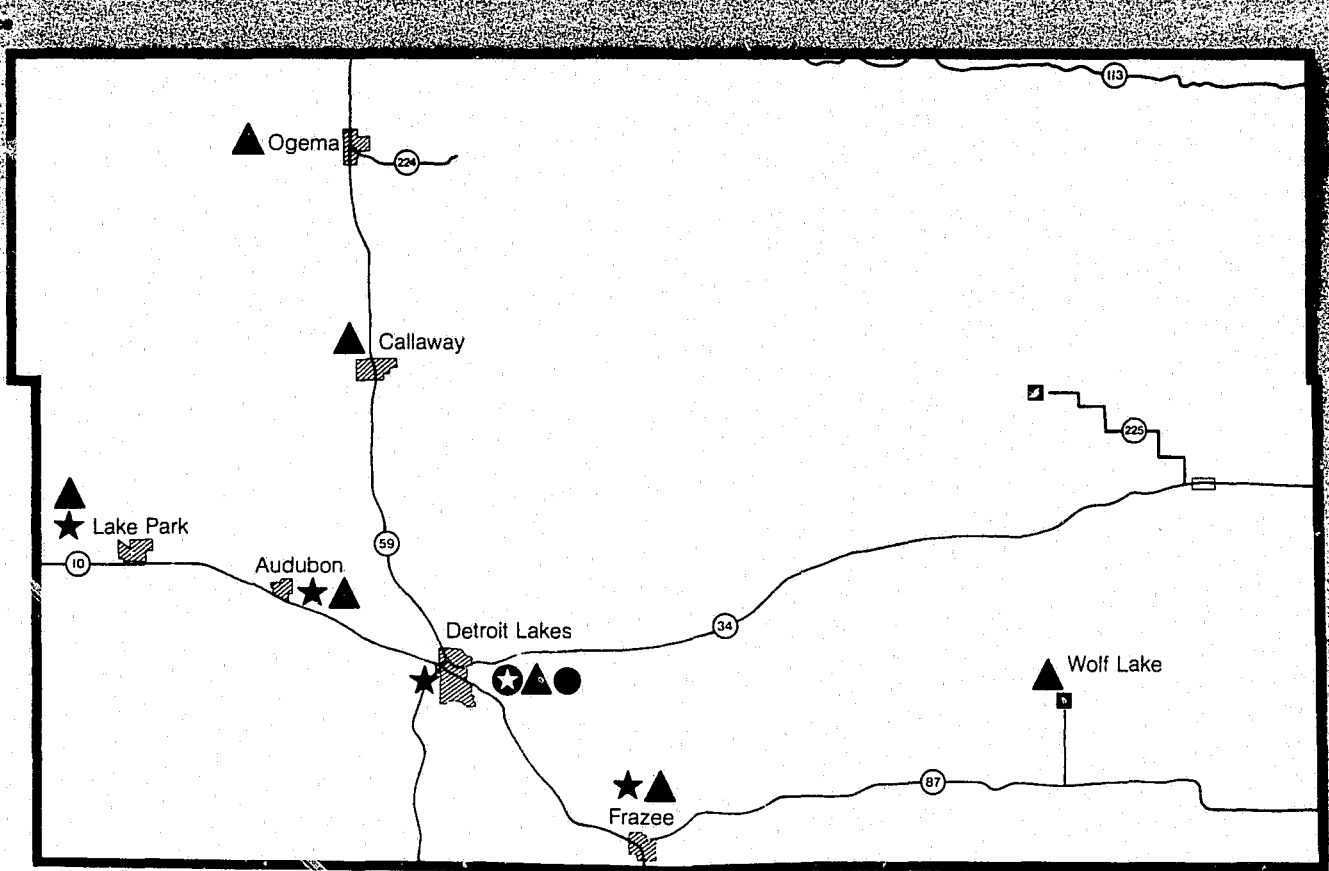 113
Ogema
224
Callaway
225
Lake Park
10
59
Audubon
Detroit Lakes
34
Wolf Lake
87
Frazee